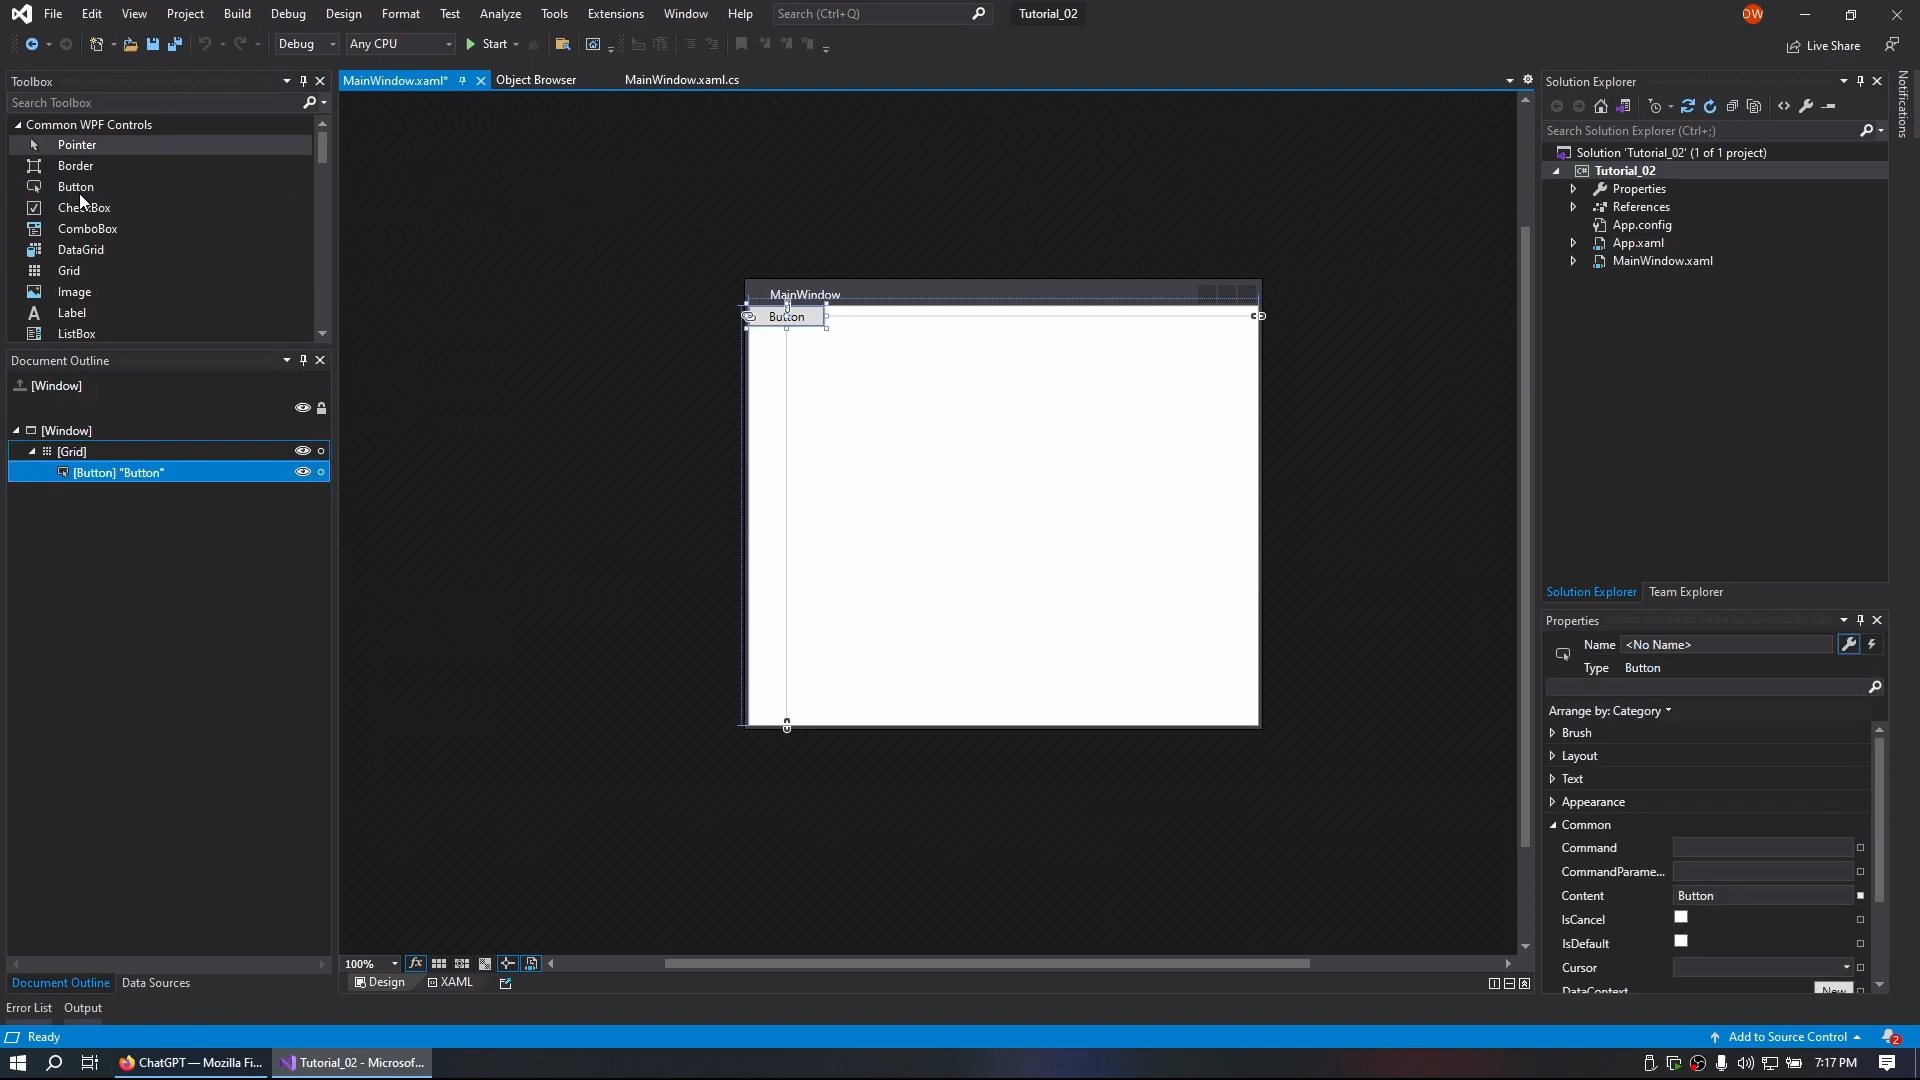 File Edit View Project Build Debug Design Format Test Analyze Tools Extensions Window Help Search (Ctrl+Q) Tutorial_02 DW
Debug Any CPU Start Live Share
Toolbox
Search Toolbox
Common WPF Controls
Pointer
Border
Button
CheckBox
ComboBox
DataGrid
Grid
Image
Label
ListBox
Document Outline
[Window]
[Window]
[Grid]
[Button] "Button"
Document Outline Data Sources
Error List Output
MainWindow.xaml* Object Browser MainWindow.xaml.cs
MainWindow
Button
100%
Design XAML
Solution Explorer
Search Solution Explorer (Ctrl+;)
Solution 'Tutorial_02' (1 of 1 project)
C# Tutorial_02
Properties
References
App.config
App.xaml
MainWindow.xaml
Solution Explorer Team Explorer
Properties
Name <No Name>
Type Button
Arrange by: Category
Brush
Layout
Text
Appearance
Common
Command
CommandParame...
Content Button
IsCancel
IsDefault
Cursor
DataContext New
Notifications
Ready Add to Source Control 2
ChatGPT — Mozilla Fi... Tutorial_02 - Microsof... 7:17 PM